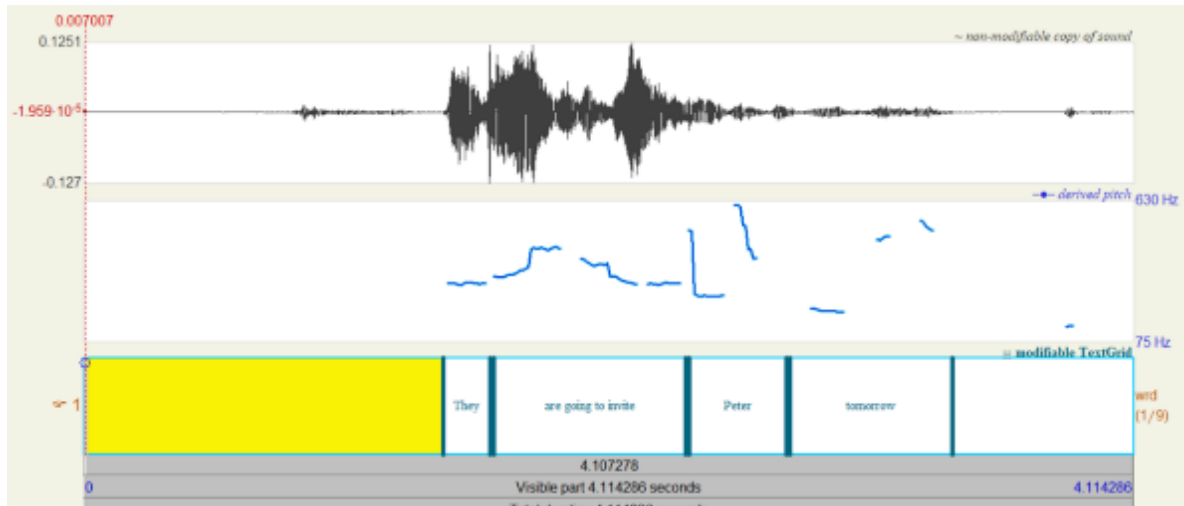 0.007007
0.1251
~ non-modifiable copy of sound
-1.959·10-5
-0.127
derived pitch
630 Hz
75 Hz
modifiable TextGrid
1
They
are going to invite
Peter
tomorrow
wrd
(1/9)
4.107278
0
Visible part 4.114286 seconds
4.114286